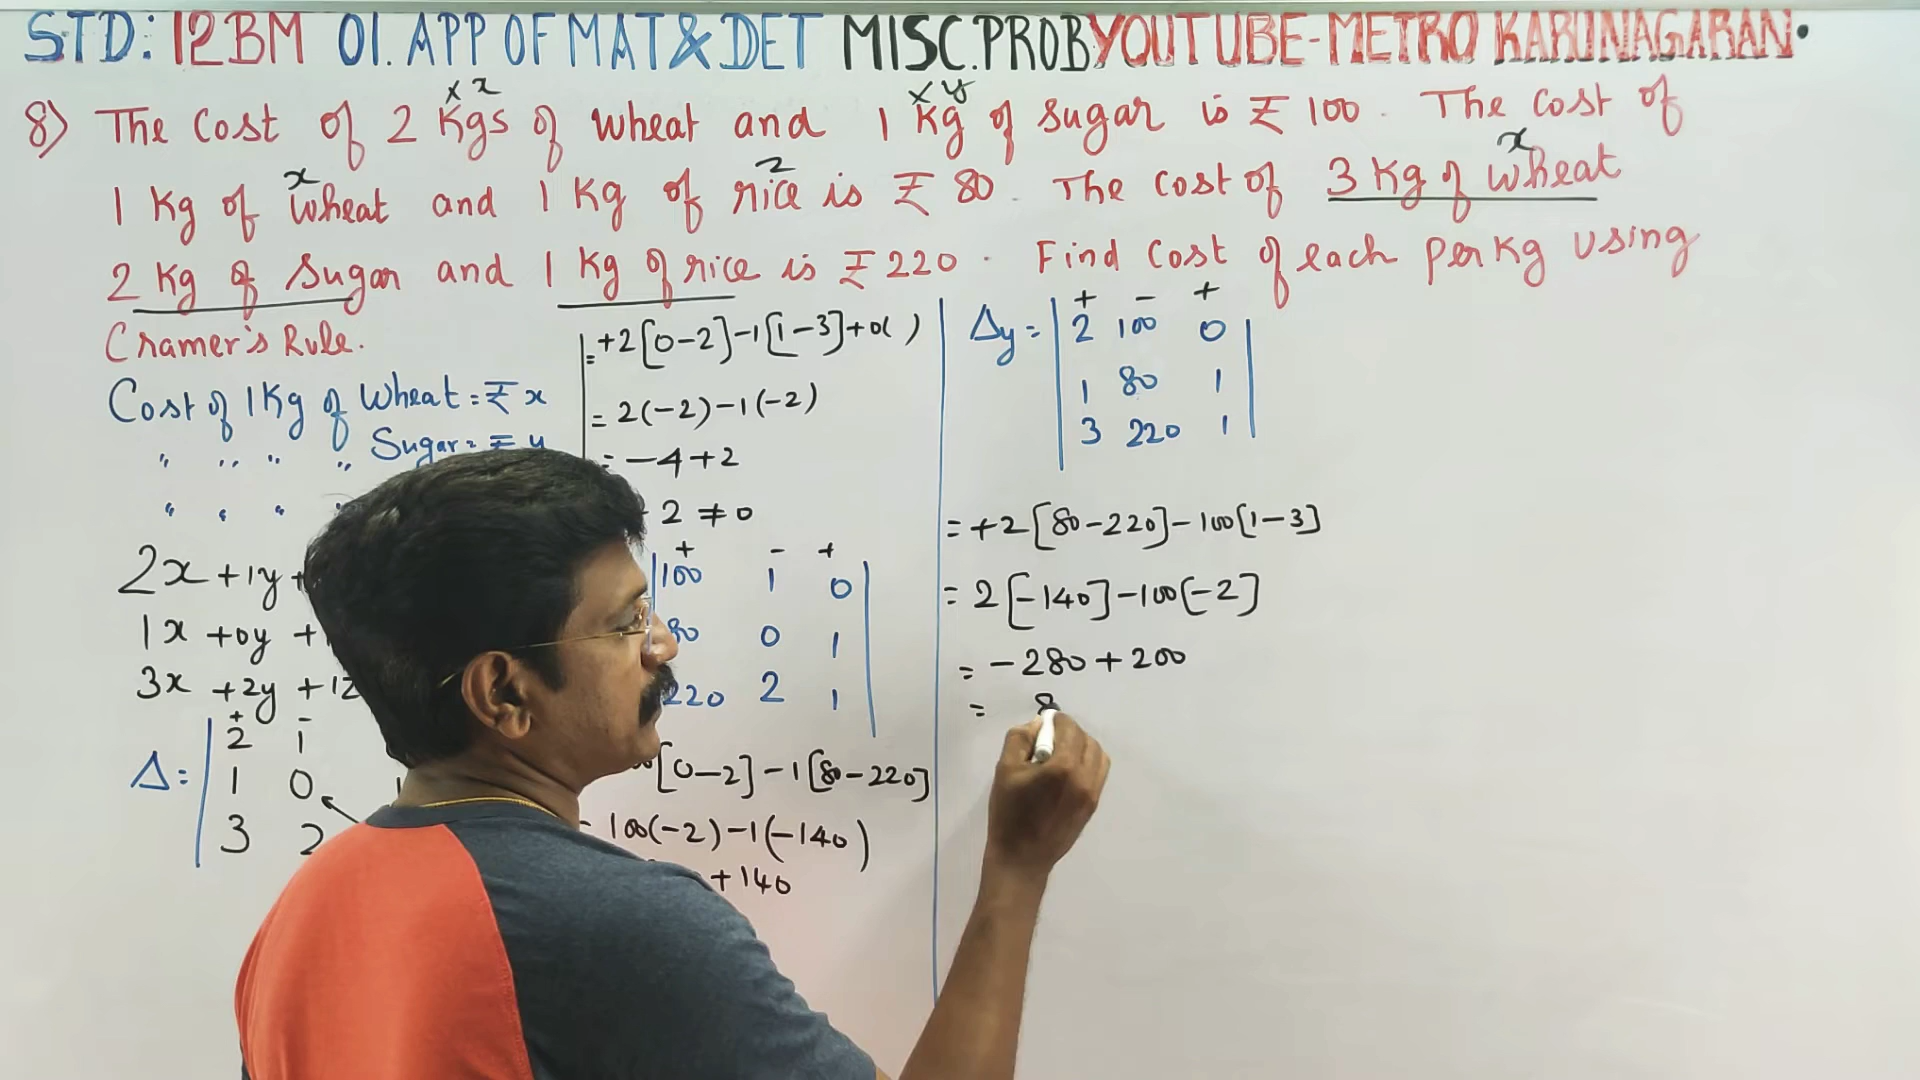 STD: 12BM 01. APP OF MAT & DET MISC. PROB YOUTUBE-METRO KARUNAGARAN.
× x × y
8) The Cost of 2 Kgs of wheat and 1 Kg of sugar is ₹ 100. The Cost of
x z x
1 Kg of wheat and 1 Kg of rice is ₹ 80. The Cost of 3 Kg of wheat
2 Kg of Sugar and 1 Kg of rice is ₹ 220. Find Cost of each per Kg using
Cramer's Rule.
Cost of 1 Kg of Wheat = ₹ x
" " " " Sugar = ₹ y
" " "
2x + 1y +
1x + 0y +
3x + 2y + 1z
+ -
Δ = | 2 1
1 0
3 2
= +2[0-2] -1[1-3] +0( )
= 2(-2) -1(-2)
= -4+2
2 ≠ 0
+ - +
100 1 0
80 0 1
220 2 1
[0-2] -1[80-220]
= 100(-2) -1(-140)
+140
+ - +
Δy = | 2 100 0 |
1 80 1
3 220 1
= +2[80-220] -100[1-3]
= 2[-140] -100[-2]
= -280+200
= 8